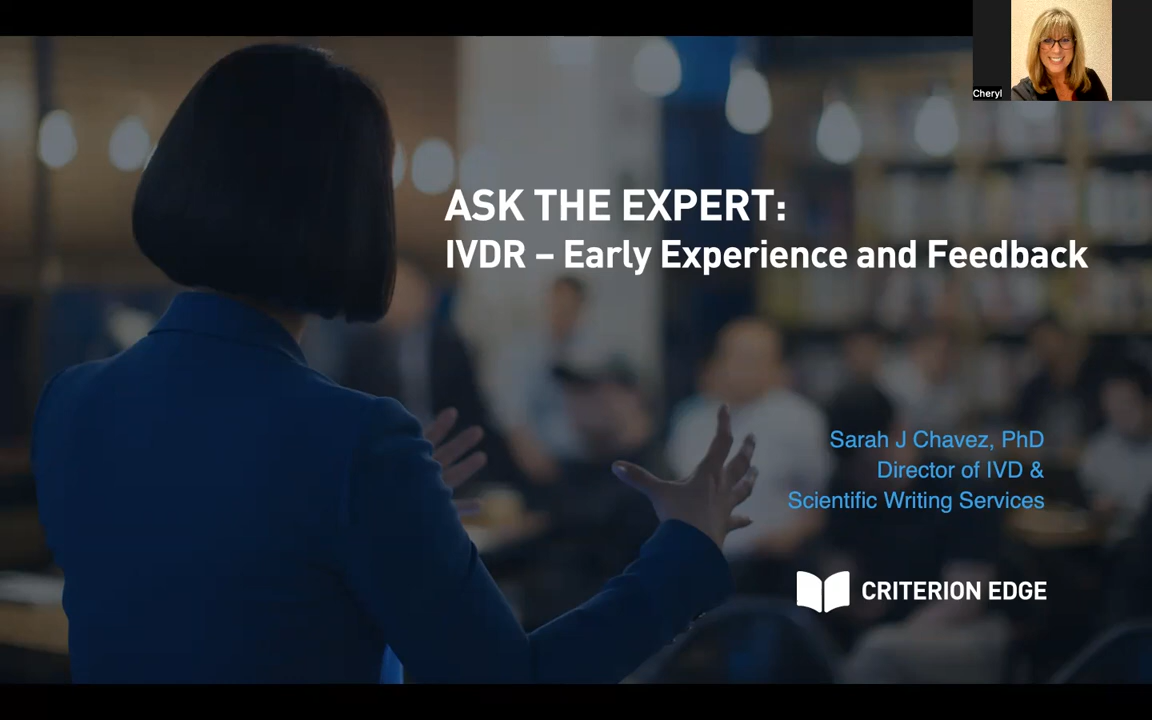 Cheryl
ASK THE EXPERT:
IVDR – Early Experience and Feedback
Sarah J Chavez, PhD
Director of IVD &
Scientific Writing Services
CRITERION EDGE